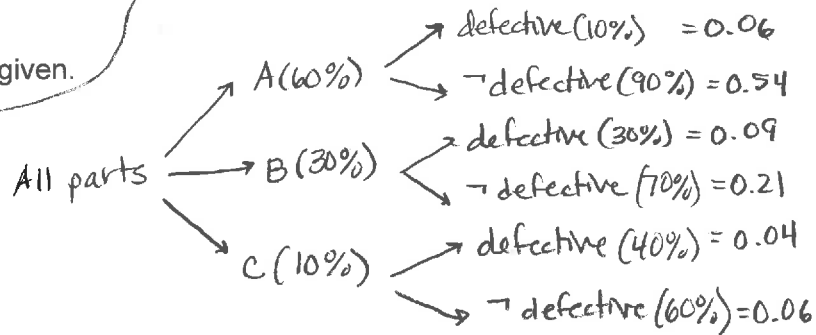 given.
defective (10%) = 0.06
A (60%)
¬ defective (90%) = 0.54
defective (30%) = 0.09
All parts
B (30%)
¬ defective (70%) = 0.21
defective (40%) = 0.04
C (10%)
¬ defective (60%) = 0.06